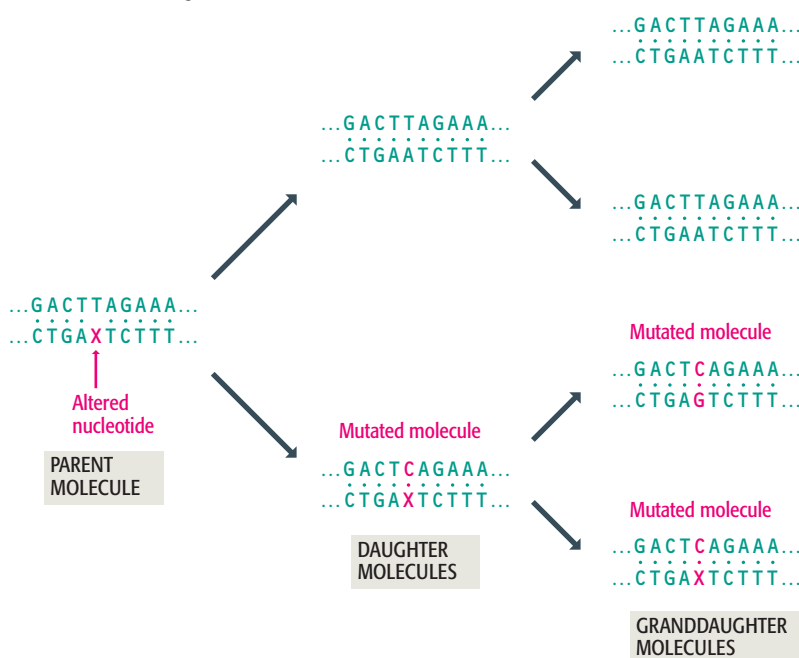 ...GACTTAGAAA...
...CTGAATCTTT...
...GACTTAGAAA...
...CTGAATCTTT...
...GACTTAGAAA...
...CTGAATCTTT...
...GACTTAGAAA...
...CTGAXTCTTT...
Altered
nucleotide
PARENT
MOLECULE
Mutated molecule
...GACTCAGAAA...
...CTGAXTCTTT...
DAUGHTER
MOLECULES
Mutated molecule
...GACTCAGAAA...
...CTGAGTCTTT...
Mutated molecule
...GACTCAGAAA...
...CTGAXTCTTT...
GRANDDAUGHTER
MOLECULES